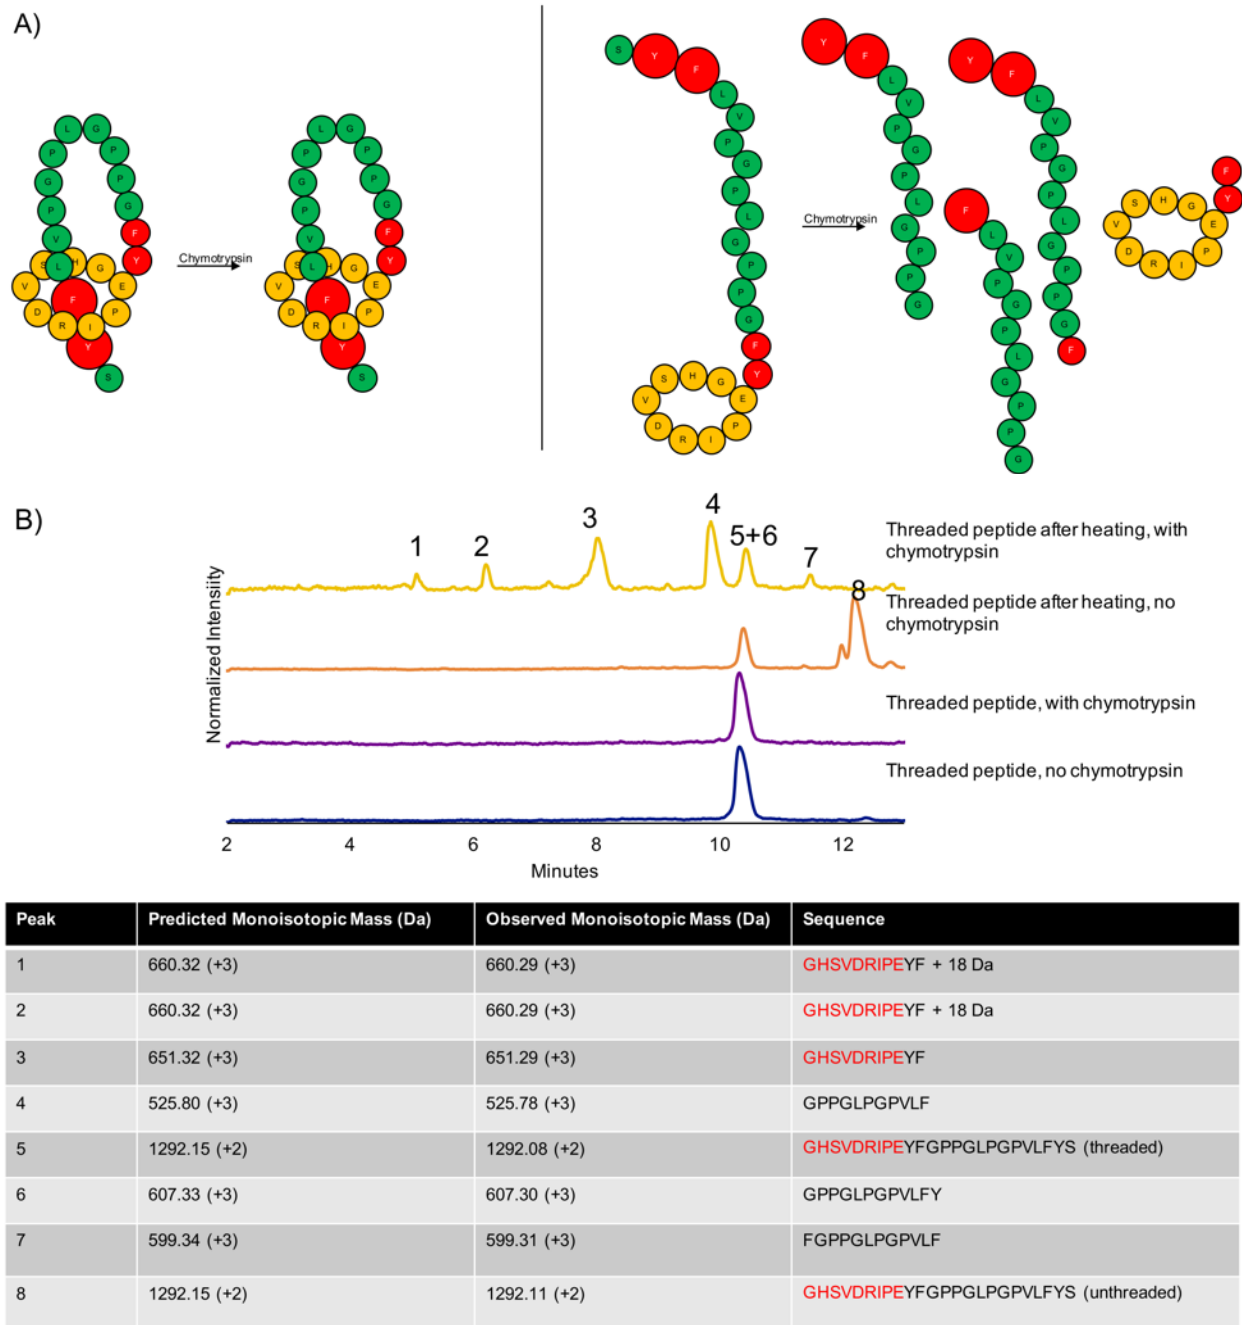 A)
L G
P P
G P
P G
V F
L S H G Y
V E
F
D R I P
Y
S
Chymotrypsin
L G
P P
G P
P G
V F
L S H G Y
V E
F
D R I P
Y
S
S Y F
L
V
P
G
P
L
G
P
P
G
F
Y
S H G E
V
D R I P
Chymotrypsin
Y F
L
V
P
G
P
L
G
P
P
G
F
L
V
P
G
P
L
G
P
P
G
Y F
L
V
P
G
P
L
G
P
P
G
F
F
Y
S H G E
V
D R I P
B)
Normalized Intensiity
1 2 3 4 5+6 7
Threaded peptide after heating, with
chymotrypsin
8
Threaded peptide after heating, no
chymotrypsin
Threaded peptide, with chymotrypsin
Threaded peptide, no chymotrypsin
2 4 6 8 10 12
Minutes
Peak Predicted Monoisotopic Mass (Da) Observed Monoisotopic Mass (Da) Sequence
1 660.32 (+3) 660.29 (+3) GHSVDRIPEYF + 18 Da
2 660.32 (+3) 660.29 (+3) GHSVDRIPEYF + 18 Da
3 651.32 (+3) 651.29 (+3) GHSVDRIPEYF
4 525.80 (+3) 525.78 (+3) GPPGLPGPVLF
5 1292.15 (+2) 1292.08 (+2) GHSVDRIPEYFGPPGLPGPVLFYS (threaded)
6 607.33 (+3) 607.30 (+3) GPPGLPGPVLFY
7 599.34 (+3) 599.31 (+3) FGPPGLPGPVLF
8 1292.15 (+2) 1292.11 (+2) GHSVDRIPEYFGPPGLPGPVLFYS (unthreaded)